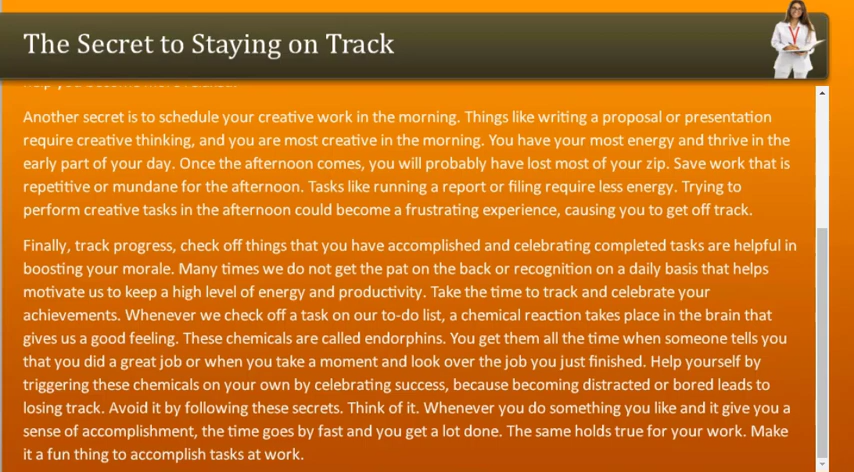 The Secret to Staying on Track
Another secret is to schedule your creative work in the morning. Things like writing a proposal or presentation
require creative thinking, and you are most creative in the morning. You have your most energy and thrive in the
early part of your day. Once the afternoon comes, you will probably have lost most of your zip. Save work that is
repetitive or mundane for the afternoon. Tasks like running a report or filing require less energy. Trying to
perform creative tasks in the afternoon could become a frustrating experience, causing you to get off track.
Finally, track progress, check off things that you have accomplished and celebrating completed tasks are helpful in
boosting your morale. Many times we do not get the pat on the back or recognition on a daily basis that helps
motivate us to keep a high level of energy and productivity. Take the time to track and celebrate your
achievements. Whenever we check off a task on our to-do list, a chemical reaction takes place in the brain that
gives us a good feeling. These chemicals are called endorphins. You get them all the time when someone tells you
that you did a great job or when you take a moment and look over the job you just finished. Help yourself by
triggering these chemicals on your own by celebrating success, because becoming distracted or bored leads to
losing track. Avoid it by following these secrets. Think of it. Whenever you do something you like and it give you a
sense of accomplishment, the time goes by fast and you get a lot done. The same holds true for your work. Make
it a fun thing to accomplish tasks at work.